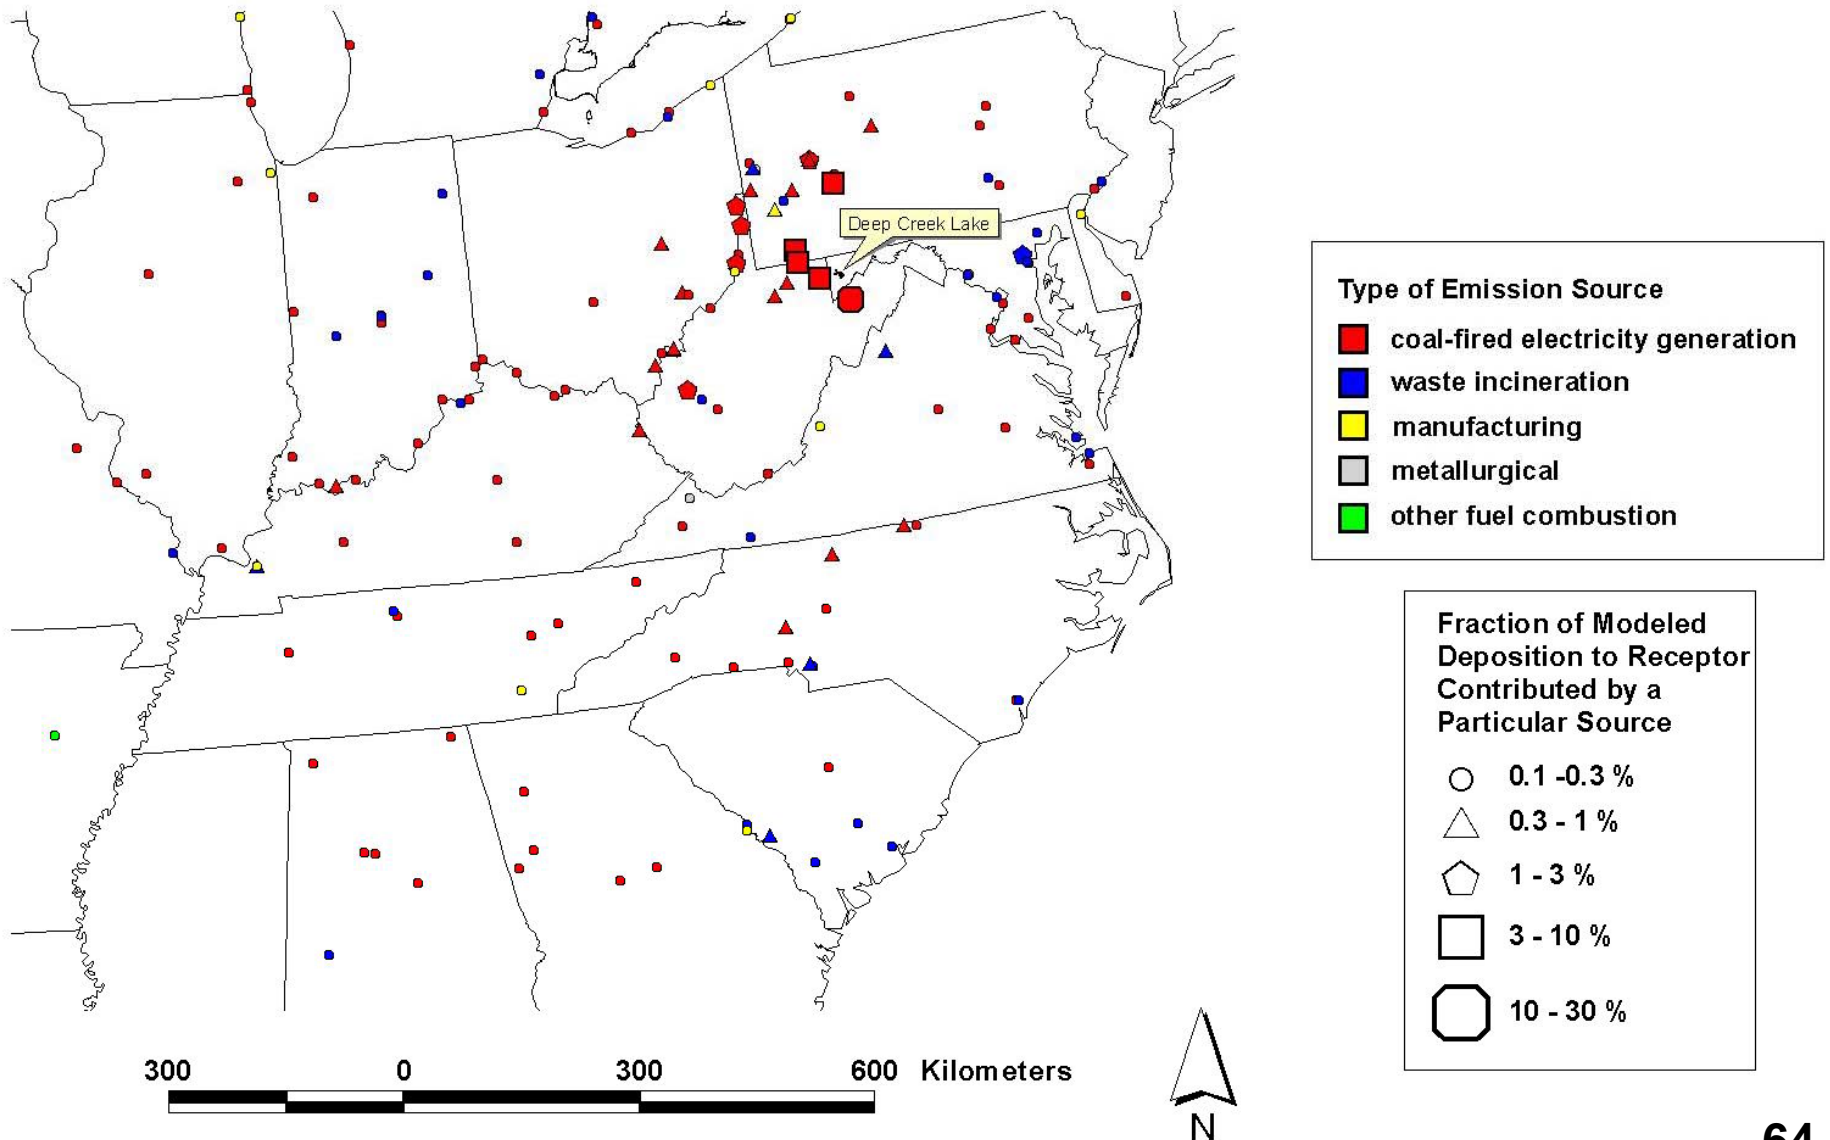 Deep Creek Lake
Type of Emission Source
coal-fired electricity generation
waste incineration
manufacturing
metallurgical
other fuel combustion
Fraction of Modeled
Deposition to Receptor
Contributed by a
Particular Source
0.1 -0.3 %
0.3 - 1 %
1 - 3 %
3 - 10 %
10 - 30 %
300 0 300 600 Kilometers
N
64